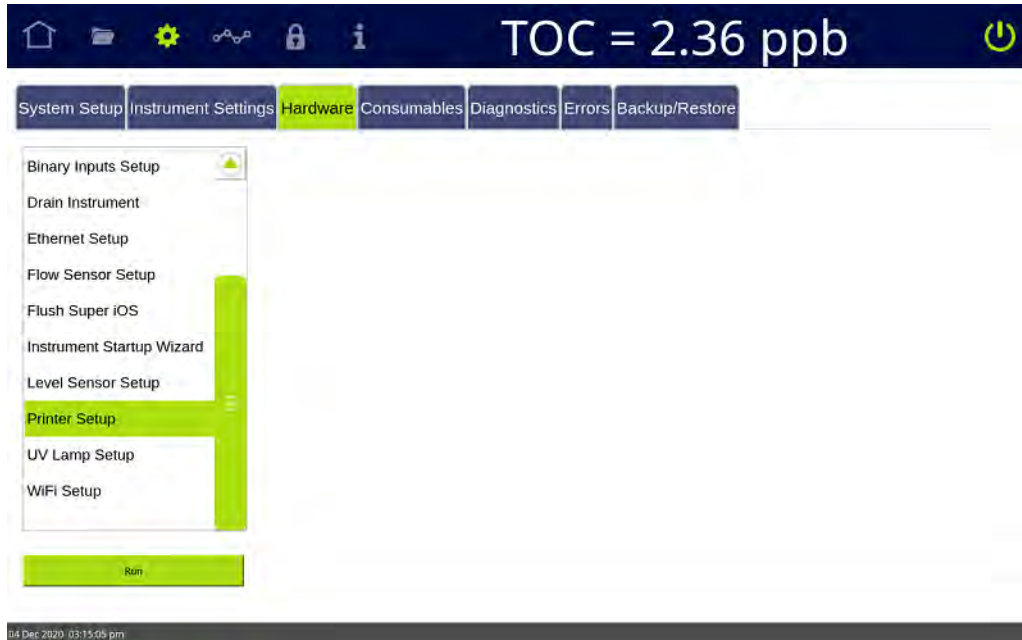 TOC = 2.36 ppb
System Setup Instrument Settings Hardware Consumables Diagnostics Errors Backup/Restore
Binary Inputs Setup
Drain Instrument
Ethernet Setup
Flow Sensor Setup
Flush Super iOS
Instrument Startup Wizard
Level Sensor Setup
Printer Setup
UV Lamp Setup
WiFi Setup
Run
04 Dec 2020 03:15:05 pm